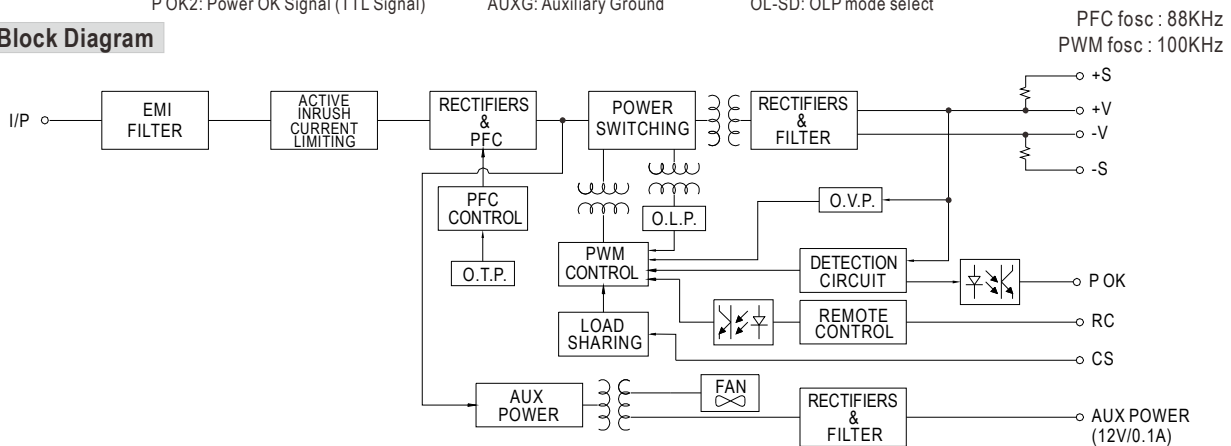 P OK2: Power OK Signal (TTL Signal)
AUXG: Auxiliary Ground
OL-SD: OLP mode select
Block Diagram
PFC fosc : 88KHz
PWM fosc : 100KHz
I/P
EMI
FILTER
ACTIVE
INRUSH
CURRENT
LIMITING
RECTIFIERS
&
PFC
POWER
SWITCHING
RECTIFIERS
&
FILTER
+S
+V
-V
-S
PFC
CONTROL
O.T.P.
O.L.P.
O.V.P.
PWM
CONTROL
DETECTION
CIRCUIT
P OK
LOAD
SHARING
REMOTE
CONTROL
RC
CS
AUX
POWER
FAN
RECTIFIERS
&
FILTER
AUX POWER
(12V/0.1A)